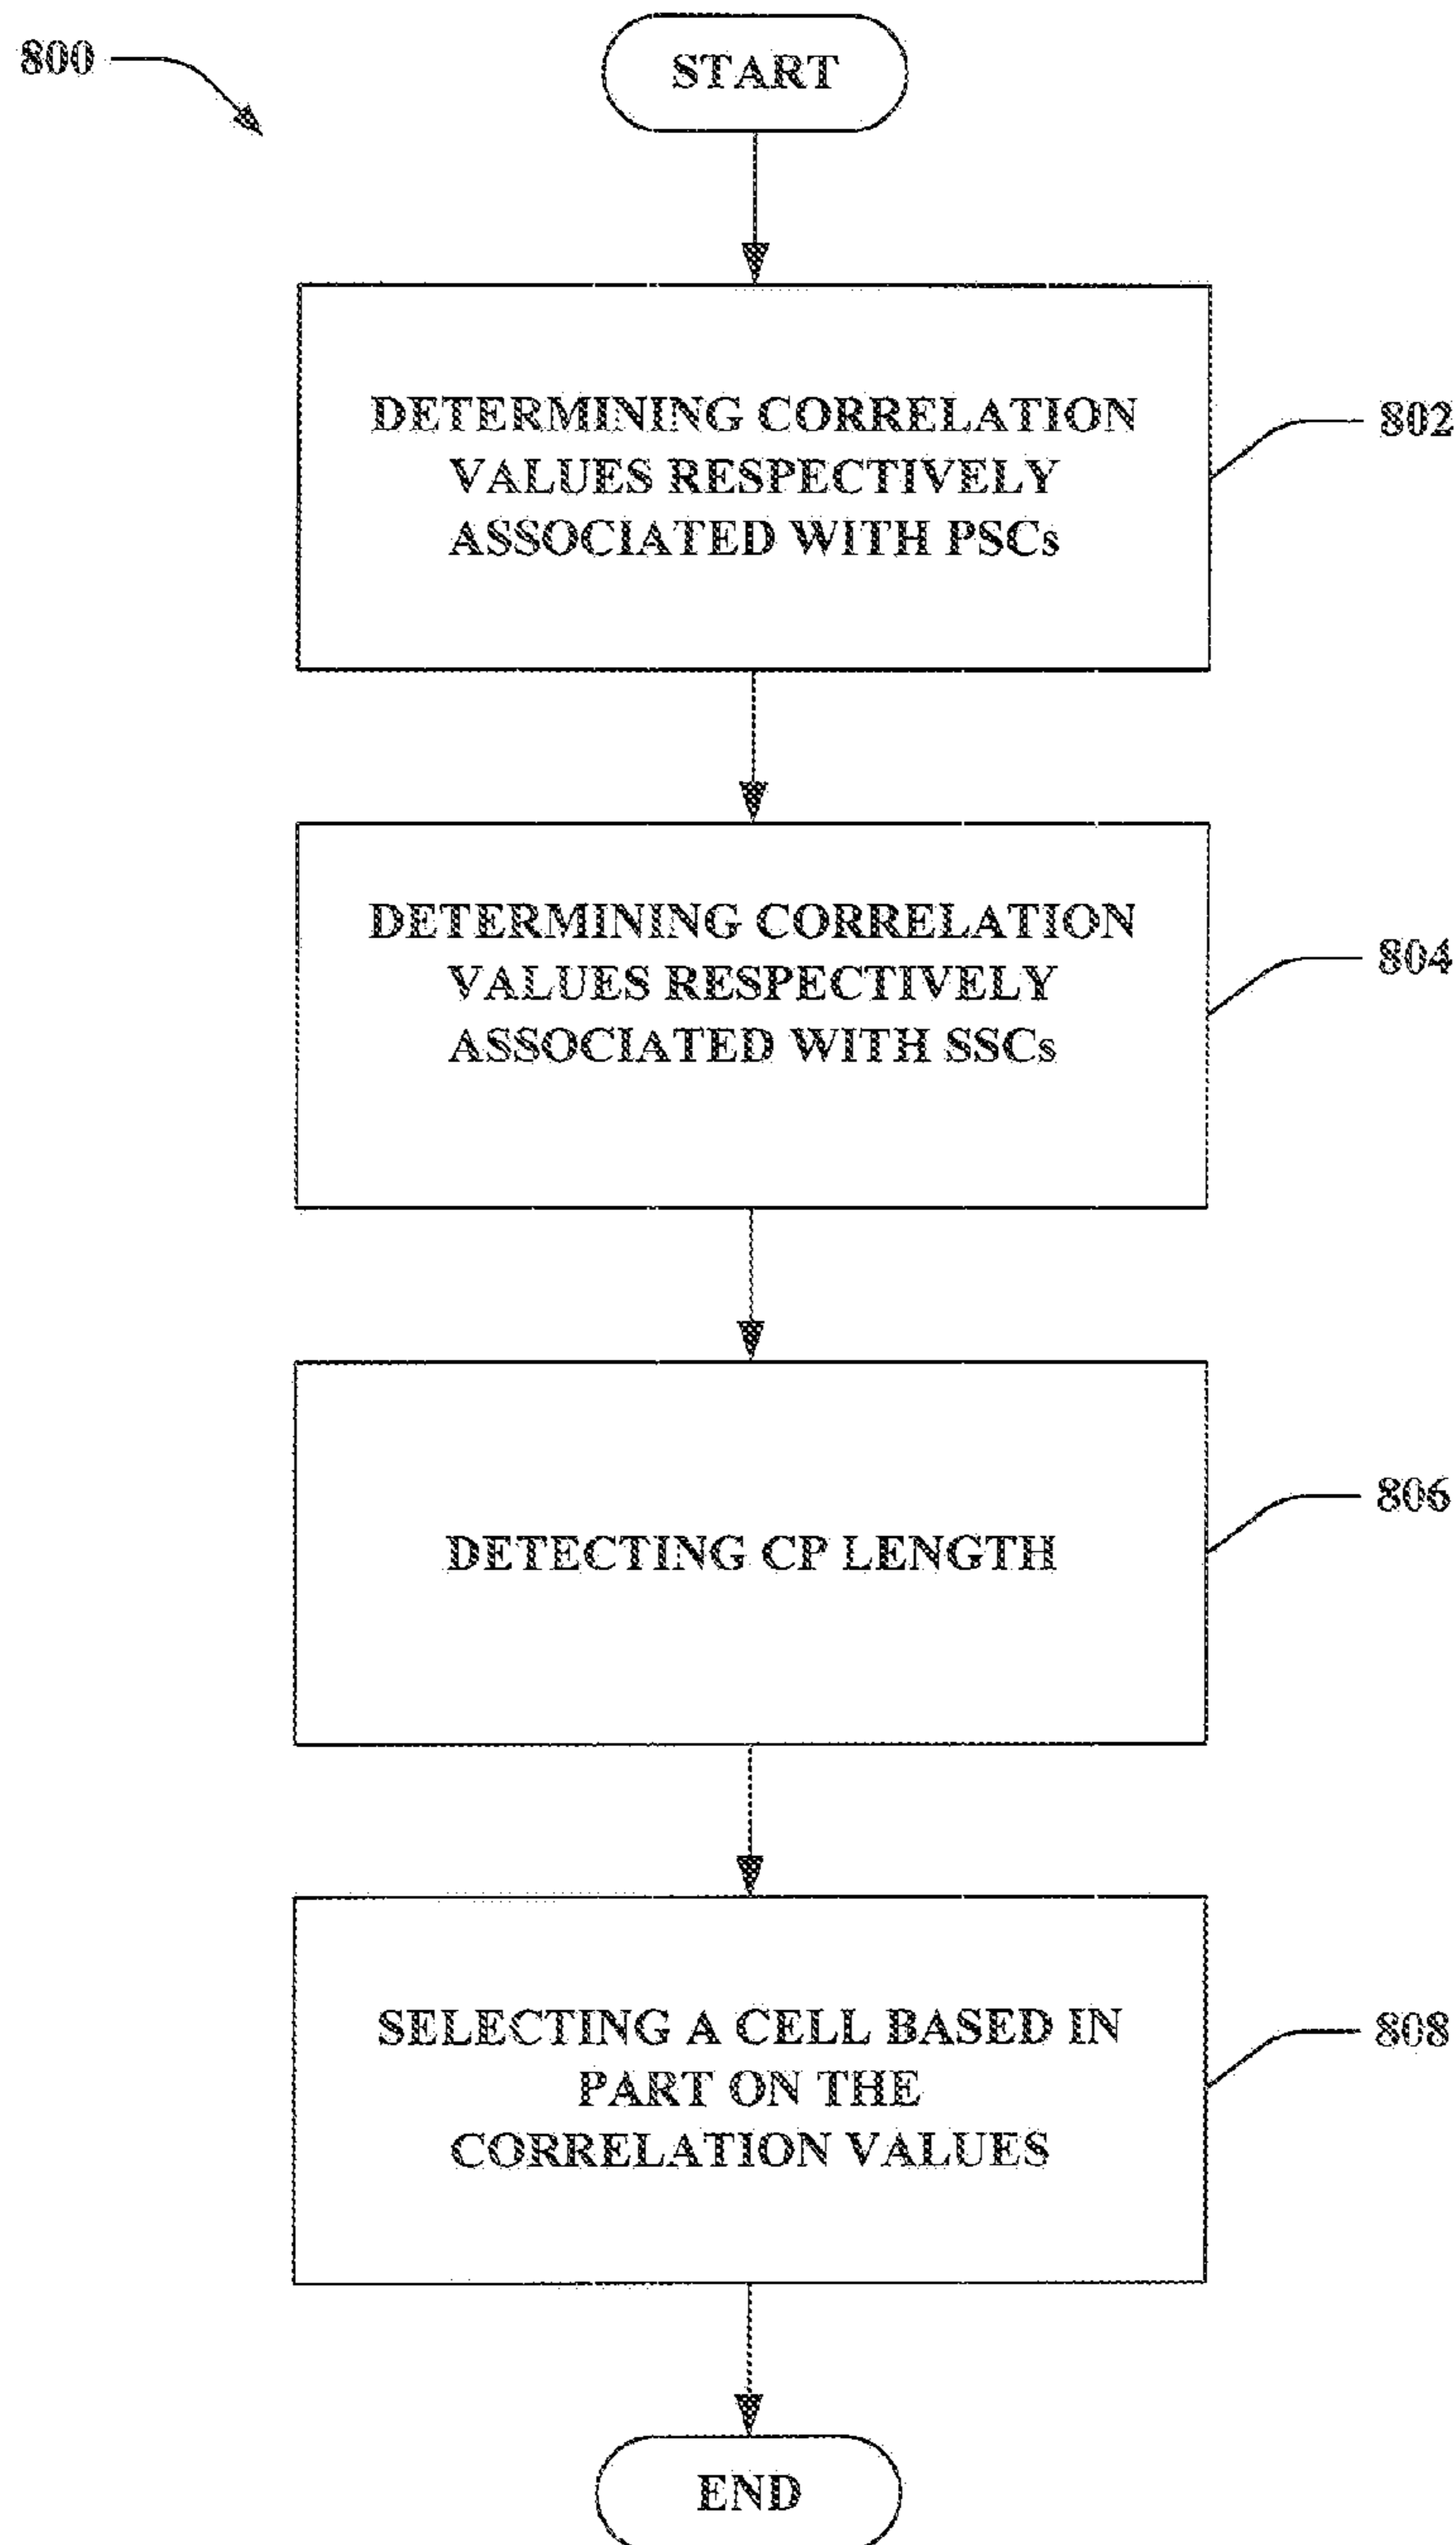 800
START
DETERMINING CORRELATION
VALUES RESPECTIVELY
ASSOCIATED WITH PSCs
802
DETERMINING CORRELATION
VALUES RESPECTIVELY
ASSOCIATED WITH SSCs
804
DETECTING CP LENGTH
806
SELECTING A CELL BASED IN
PART ON THE
CORRELATION VALUES
808
END